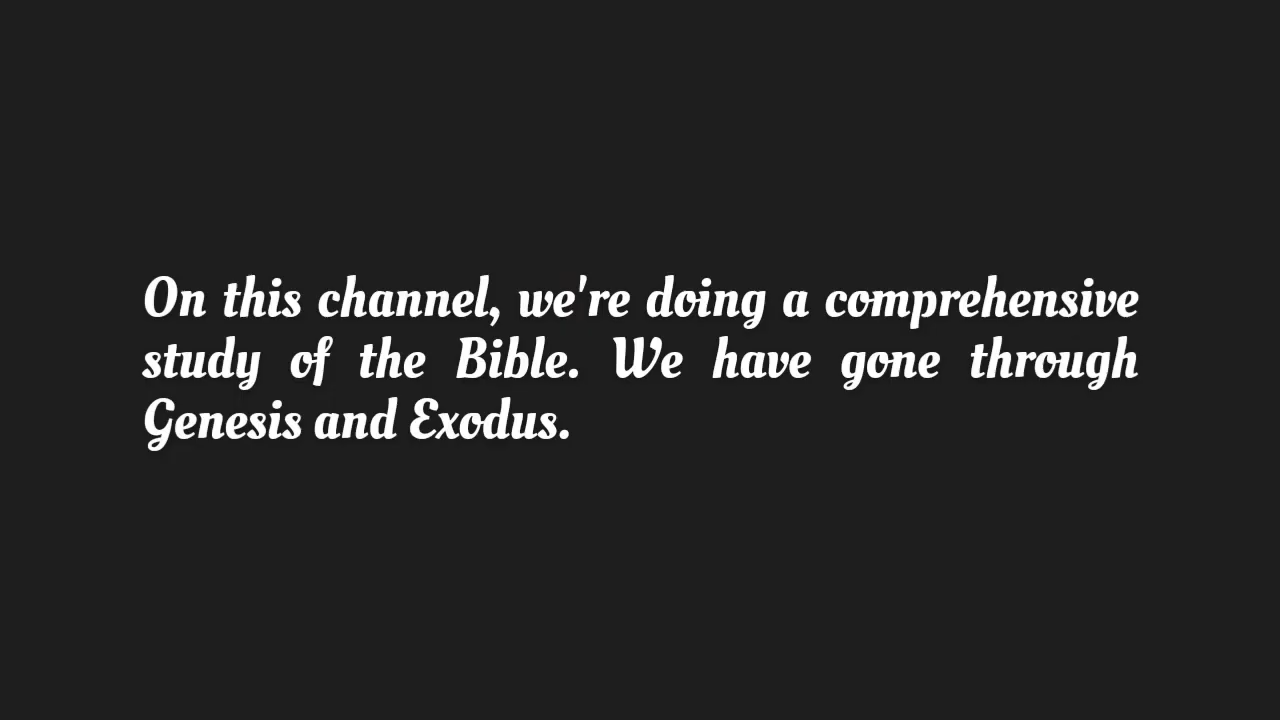 On this channel, we're doing a comprehensive
study of the Bible. We have gone through
Genesis and Exodus.